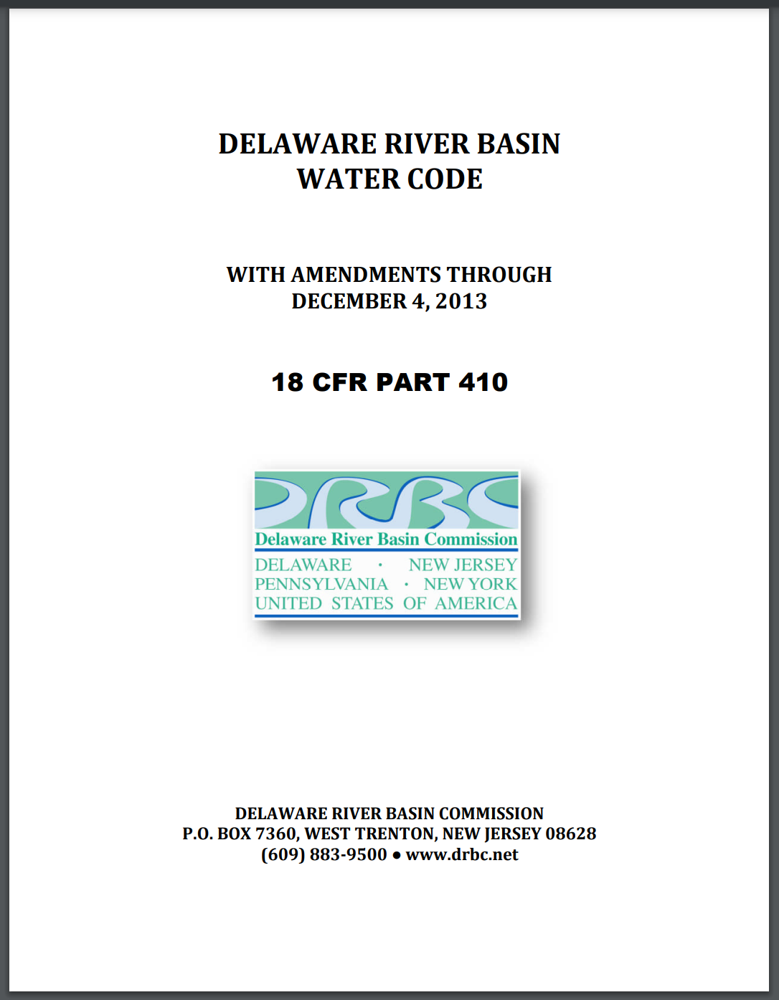 DELAWARE RIVER BASIN
WATER CODE
WITH AMENDMENTS THROUGH
DECEMBER 4, 2013
18 CFR PART 410
DRBC
Delaware River Basin Commission
DELAWARE · NEW JERSEY
PENNSYLVANIA · NEW YORK
UNITED STATES OF AMERICA
DELAWARE RIVER BASIN COMMISSION
P.O. BOX 7360, WEST TRENTON, NEW JERSEY 08628
(609) 883-9500 ● www.drbc.net